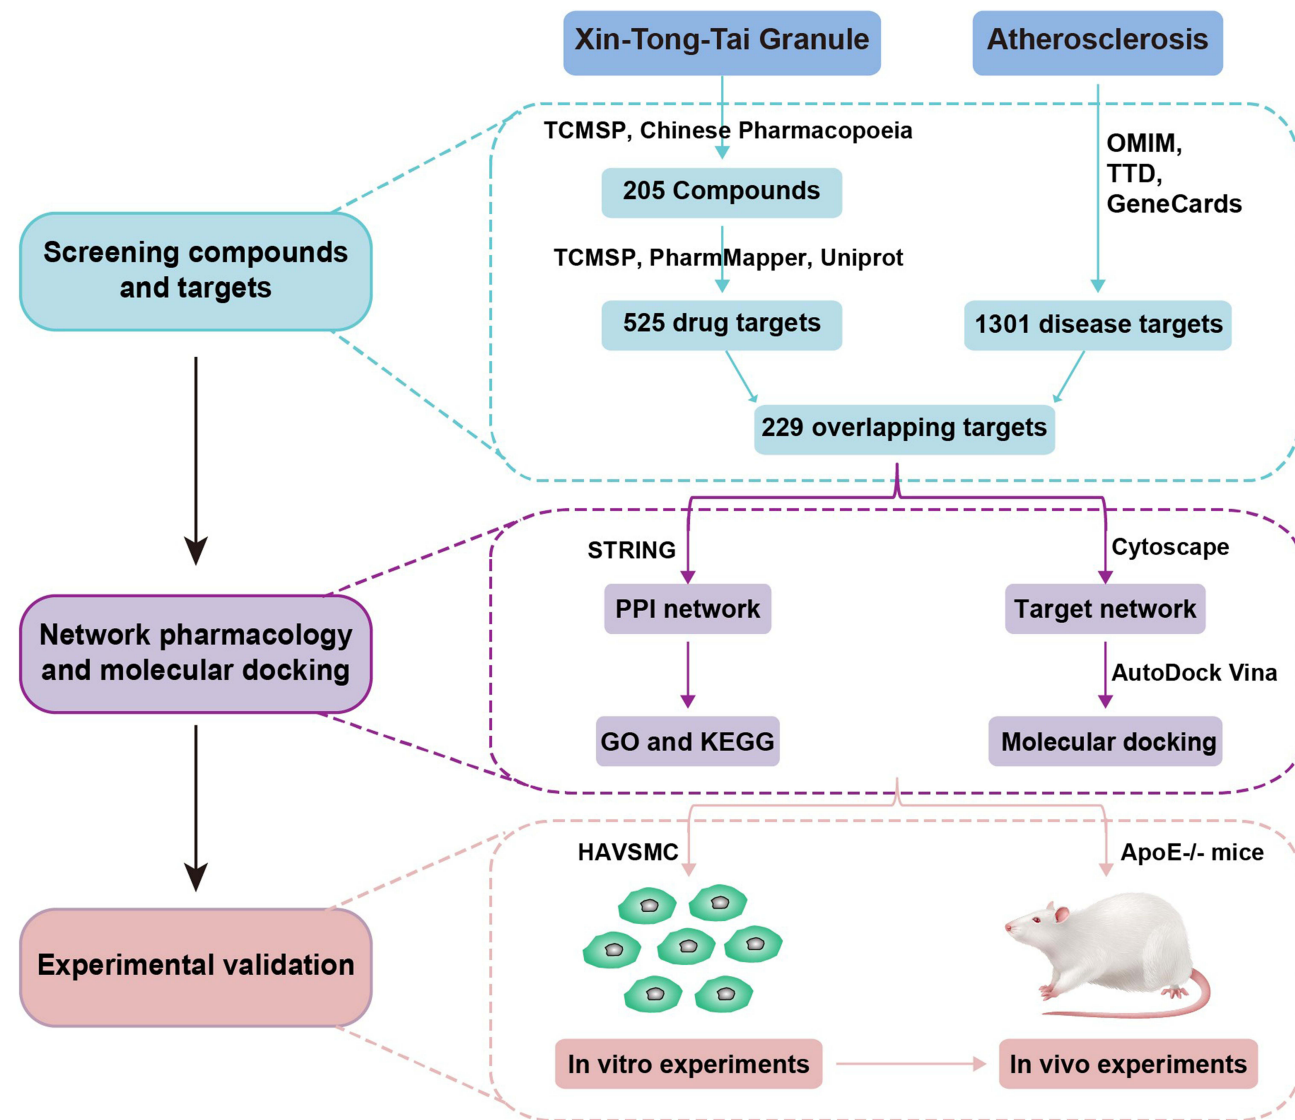 Xin-Tong-Tai Granule
Atherosclerosis
TCMSP, Chinese Pharmacopoeia
OMIM,
TTD,
GeneCards
205 Compounds
Screening compounds
and targets
TCMSP, PharmMapper, Uniprot
525 drug targets
1301 disease targets
229 overlapping targets
STRING
Cytoscape
PPI network
Target network
Network pharmacology
and molecular docking
AutoDock Vina
GO and KEGG
Molecular docking
HAVSMC
ApoE-/- mice
Experimental validation
In vitro experiments
In vivo experiments